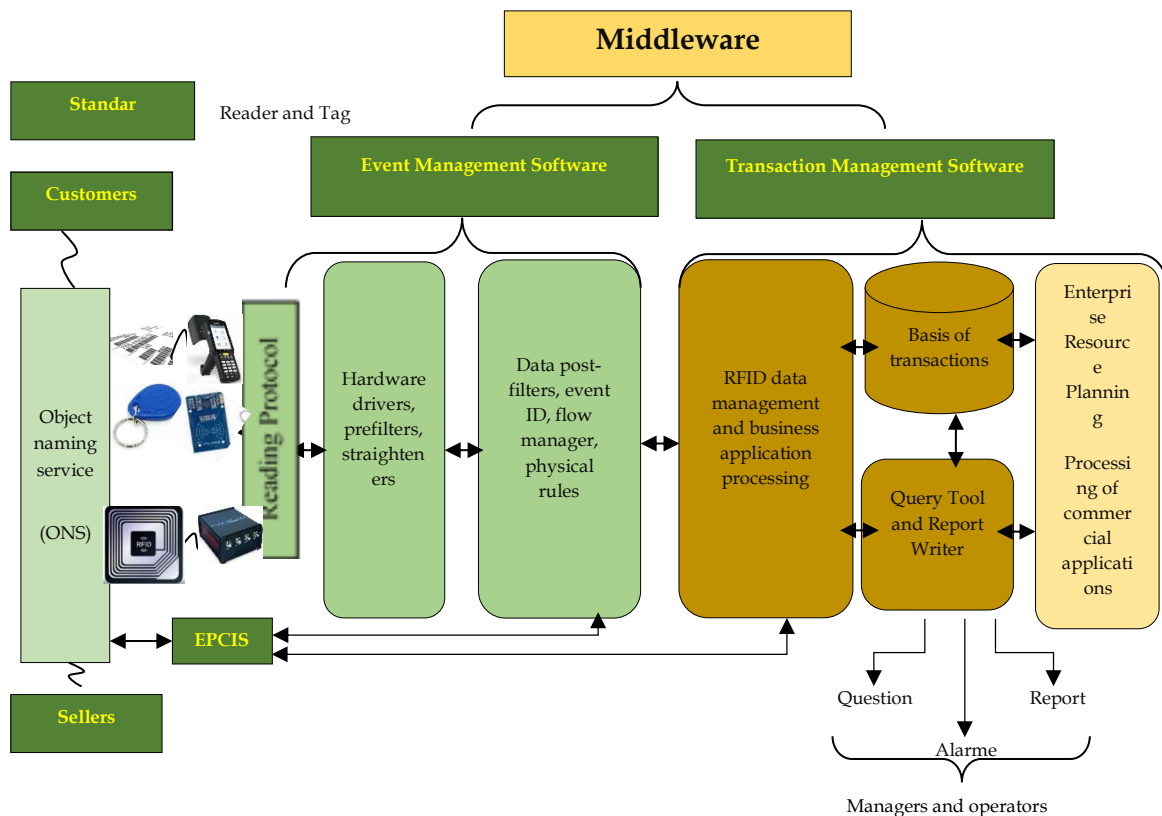 Middleware
Standar
Reader and Tag
Event Management Software
Transaction Management Software
Customers
Object
naming
service
(ONS)
Reading Protocol
RFID
Hardware
drivers,
prefilters,
straighten
ers
Data post-
filters, event
ID, flow
manager,
physical
rules
RFID data
management
and business
application
processing
Basis of
transactions
Query Tool
and Report
Writer
Enterpri
se
Resourc
e
Plannin
g
Processing of
commer
cial
applicati
ons
EPCIS
Sellers
Question
Report
Alarme
Managers and operators